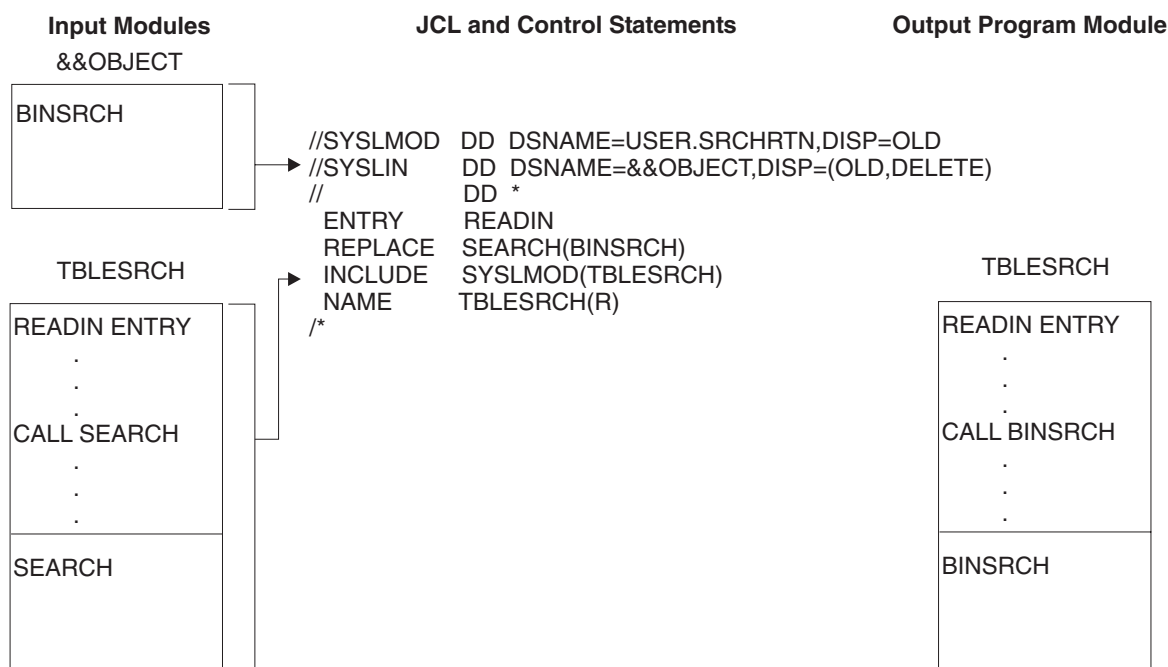 Input Modules
JCL and Control Statements
Output Program Module
&&OBJECT
BINSRCH
//SYSLMOD DD DSNAME=USER.SRCHRTN,DISP=OLD
//SYSLIN DD DSNAME=&&OBJECT,DISP=(OLD,DELETE)
// DD *
ENTRY READIN
REPLACE SEARCH(BINSRCH)
INCLUDE SYSLMOD(TBLESRCH)
NAME TBLESRCH(R)
/*
TBLESRCH
READIN ENTRY
.
.
.
CALL SEARCH
.
.
.
SEARCH
TBLESRCH
READIN ENTRY
.
.
.
CALL BINSRCH
.
.
.
BINSRCH